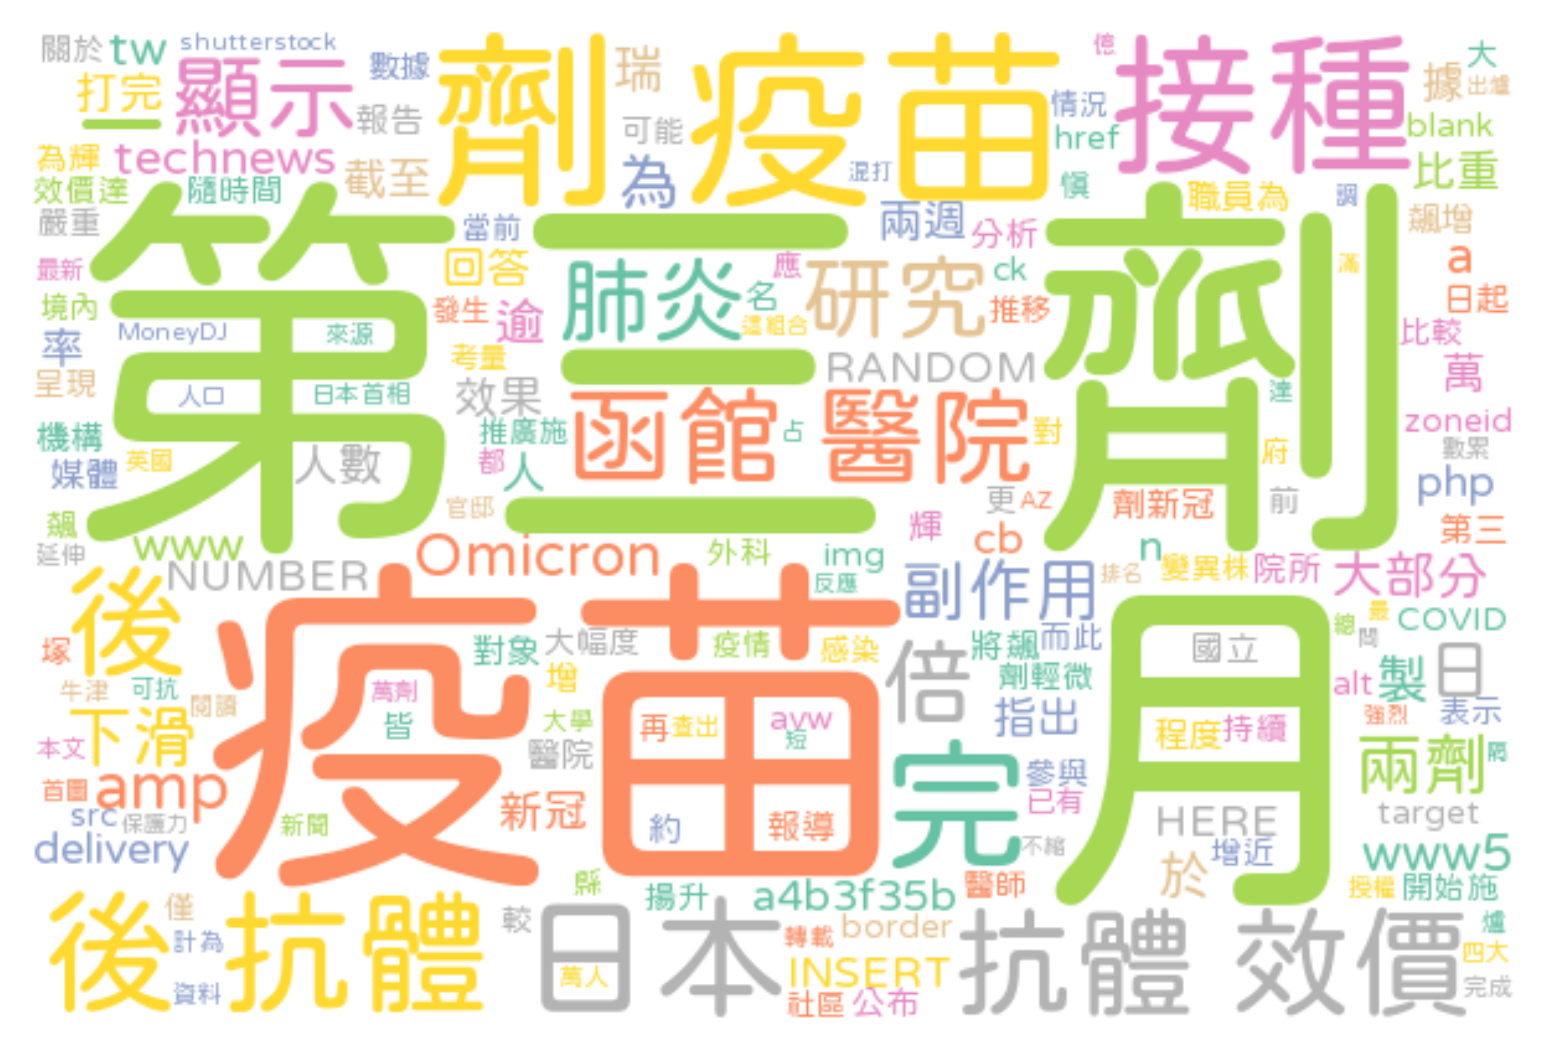 關於 tw shutterstock 數據 劑疫苗 瑞 接種 大
打完 顯示 報告 可能 情況 href 據 出爐 blank
一
為輝 technews 截至 為 混打 慎 比重
效價達 隨時間 職員為 調 飆增
嚴重 當前 兩週 分析
第三劑
最新 回答 肺炎 應 研究 ck 滿 a
境內 發生 逾 名 這組合 推移 日起
率 MoneyDJ 來源 考量 RANDOM 比較 萬
呈現 人口 日本首相 效果 函館 醫院 達 zoneid
機構 推廣施 占 對 數累
媒體 英國 人數 都 人 府 php
飆 官邸 更 AZ 劑新冠 前 第三
延伸 www Omicron 外科 輝 img cb n 變異株 院所 大部分
後 NUMBER 反應 副作用 排名
疫苗 月
塚 對象 大幅度 疫情 感染 倍 將飆 而此 國立 總 問 最 COVID
牛津 可抗 閱讀 萬劑 增 劑輕微 alt 製 日
本文 下滑 皆 大學 再 查出 avw 短 指出 程度 持續 強烈 表示
首圖 amp 醫院 完 參與 兩劑 隔
src 保護力 新聞 新冠 約 報導 已有 HERE target
delivery 不縮 於 增近 www5
後抗體 僅 縣 揚升 a4b3f35b 醫師 授權 開始施
計為 較 日本 轉載 border 抗體 效價 爐
資料 萬人 INSERT 四大
社區 公布 完成